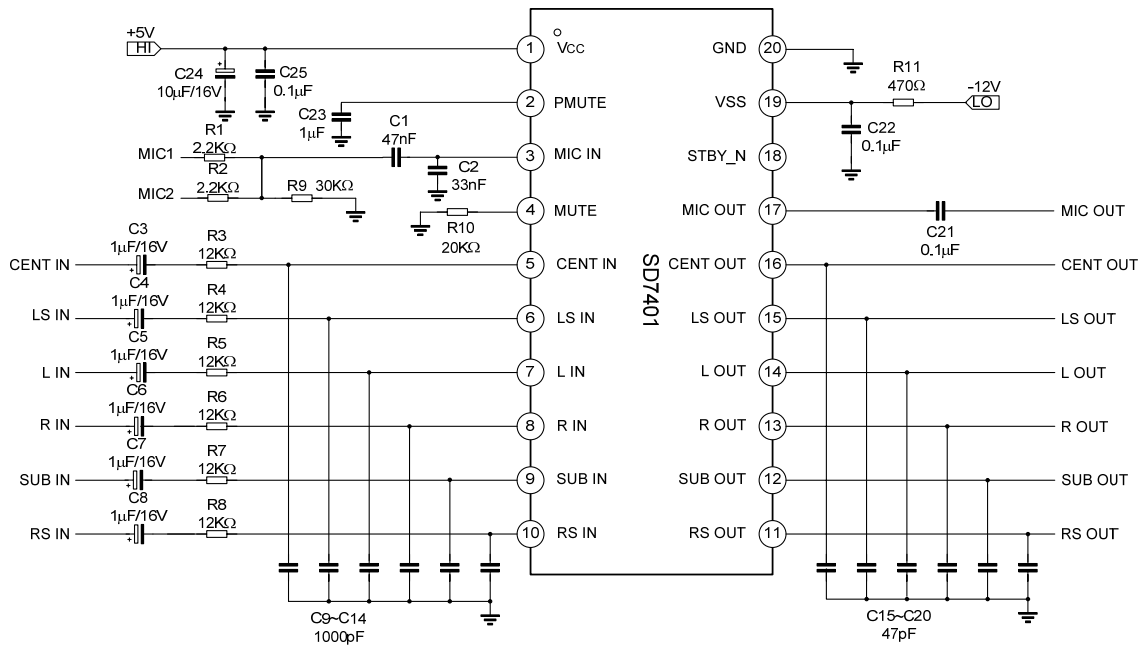 +5V
HI
C24
10μF/16V
C25
0.1μF
1
Vcc
GND
20
R11
470Ω
-12V
LO
C23
1μF
2
PMUTE
VSS
19
C22
0.1μF
C1
47nF
R1
2.2KΩ
MIC1
C2
33nF
3
MIC IN
STBY_N
18
R2
2.2KΩ
MIC2
R9 30KΩ
R10
20KΩ
4
MUTE
MIC OUT
17
C21
0.1μF
MIC OUT
SD7401
C3
1μF/16V
R3
12KΩ
CENT IN
5
CENT IN
CENT OUT
16
CENT OUT
C4
1μF/16V
R4
12KΩ
LS IN
6
LS IN
LS OUT
15
LS OUT
C5
1μF/16V
R5
12KΩ
L IN
7
L IN
L OUT
14
L OUT
C6
1μF/16V
R6
12KΩ
R IN
8
R IN
R OUT
13
R OUT
C7
1μF/16V
R7
12KΩ
SUB IN
9
SUB IN
SUB OUT
12
SUB OUT
C8
1μF/16V
R8
12KΩ
RS IN
10
RS IN
RS OUT
11
RS OUT
C9~C14
1000pF
C15~C20
47pF